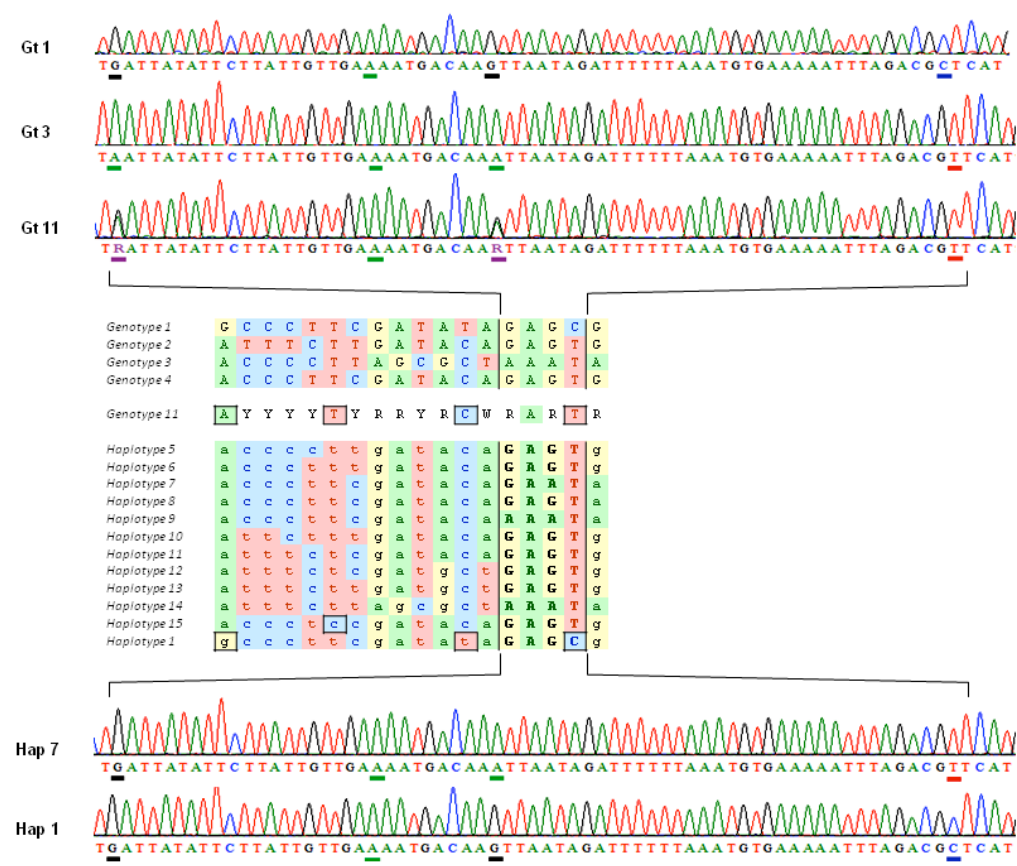 Gt 1
TGATTATATTCTTATTGTTGAAAATGACAAGTTAATAGATTTTTTAAATGTGAAAAATTTAGACGCTCAT
Gt 3
TAATTATATTCTTATTGTTGAAAATGACAAATTAATAGATTTTTTAAATGTGAAAAATTTAGACGTTCAT
Gt 11
TRATTATATTCTTATTGTTGAAAATGACAARTTAATAGATTTTTTAAATGTGAAAAATTTAGACGTTCAT
Genotype 1 G C C C T T C G A T A T A G A G C G
Genotype 2 A T T T C T T G A T A C A G A G T G
Genotype 3 A C C C C T T A G C G C T A A A T A
Genotype 4 A C C C T T C G A T A C A G A G T G
Genotype 11 A Y Y Y Y T Y R R Y R C W R A R T R
Haplotype 5 a c c c c t t g a t a c a G A G T g
Haplotype 6 a c c c t t t g a t a c a G A G T g
Haplotype 7 a c c c t t c g a t a c a G A A T a
Haplotype 8 a c c c t t c g a t a c a G A G T a
Haplotype 9 a c c c t t c g a t a c a A A A T a
Haplotype 10 a t t c t t t g a t a c a G A G T g
Haplotype 11 a t t t c t c g a t a c a G A G T g
Haplotype 12 a t t t c t c g a t g c t G A G T g
Haplotype 13 a t t t c t t g a t g c t G A G T g
Haplotype 14 a t t t c t t a g c g c t A A A T a
Haplotype 15 a c c c t c c g a t a c a G A G T g
Haplotype 1 g c c c t t c g a t a t a G A G C g
Hap 7
TGATTATATTCTTATTGTTGAAAATGACAAATTAATAGATTTTTTAAATGTGAAAAATTTAGACGTTCAT
Hap 1
TGATTATATTCTTATTGTTGAAAATGACAAGTTAATAGATTTTTTAAATGTGAAAAATTTAGACGCTCAT